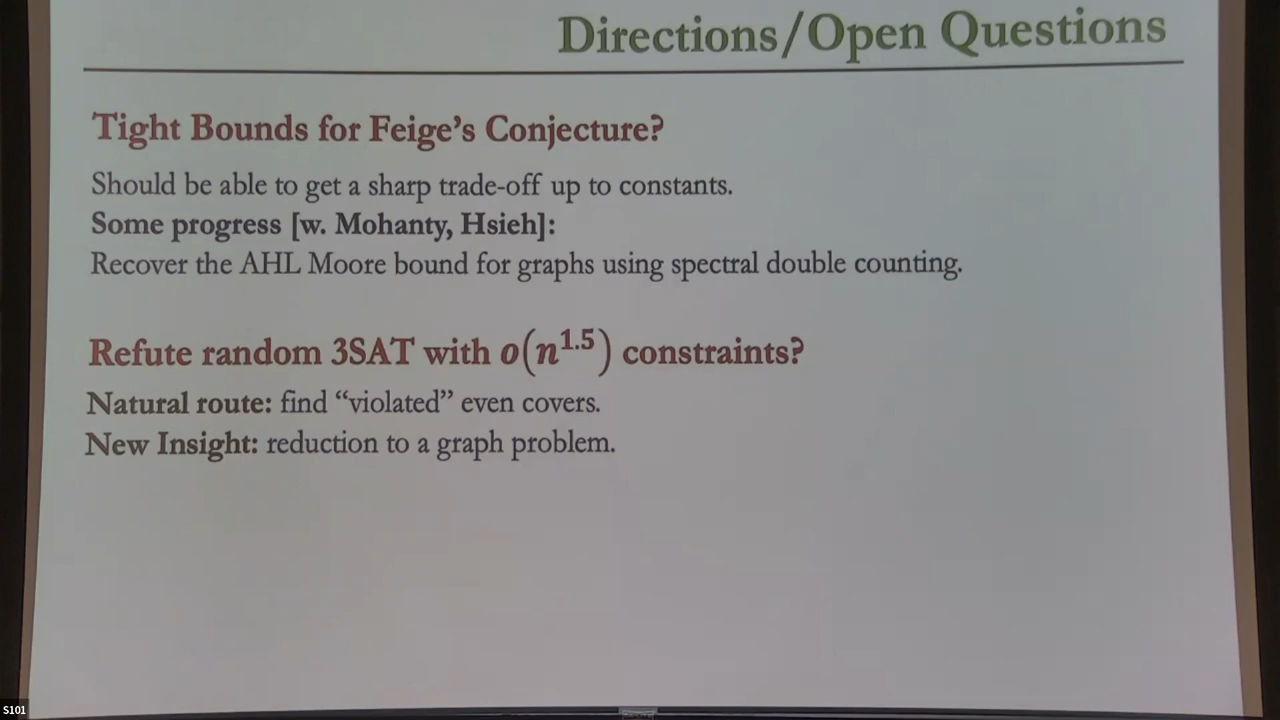 Directions/Open Questions
Tight Bounds for Feige's Conjecture?
Should be able to get a sharp trade-off up to constants.
Some progress [w. Mohanty, Hsieh]:
Recover the AHL Moore bound for graphs using spectral double counting.
Refute random 3SAT with o(n^1.5) constraints?
Natural route: find “violated” even covers.
New Insight: reduction to a graph problem.
S101